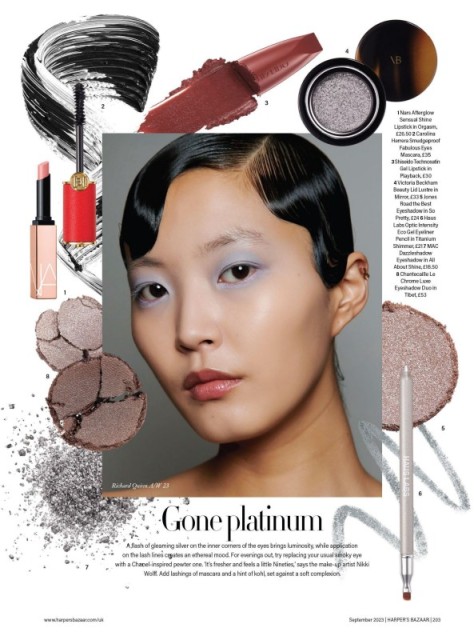 4
VB
2
3
1 Nars Afterglow
Sensual Shine
Lipstick in Orgasm,
£26.50 2 Carolina
Herrera Smudgeproof
Fabulous Eyes
Mascara, £35
3 Shiseido Technosatin
Gel Lipstick in
Playback, £30
4 Victoria Beckham
Beauty Lid Lustre in
Mirror, £33 5 Jones
Road the Best
Eyeshadow in So
Pretty, £24 6 Haus
Labs Optic Intensity
Eco Gel Eyeliner
Pencil in Titanium
Shimmer, £21 7 MAC
Dazzleshadow
Eyeshadow in All
About Shine, £18.50
8 Chantecaille Le
Chrome Luxe
Eyeshadow Duo in
Tibet, £53
NARS
1
5
8
6
HAUS LABS
Richard Quinn A/W 23
Gone platinum
7
A flash of gleaming silver on the inner corners of the eyes brings luminosity, while application
on the lash lines creates an ethereal mood. For evenings out, try replacing your usual smoky eye
with a Chanel-inspired pewter one. 'It's fresher and feels a little Nineties,' says the make-up artist Nikki
Wolff. Add lashings of mascara and a hint of kohl, set against a soft complexion.
www.harpersbazaar.com/uk
September 2023 | HARPER'S BAZAAR | 203